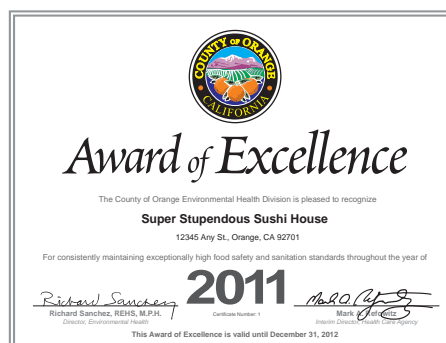 COUNTY OF ORANGE
CALIFORNIA
Award of Excellence
The County of Orange Environmental Health Division is pleased to recognize
Super Stupendous Sushi House
12345 Any St., Orange, CA 92701
For consistently maintaining exceptionally high food safety and sanitation standards throughout the year of
2011
Richard Sanchez
Richard Sanchez, REHS, M.P.H.
Director, Environmental Health
Certificate Number: 1
Mark A. Refowitz
Interim Director, Health Care Agency
This Award of Excellence is valid until December 31, 2012